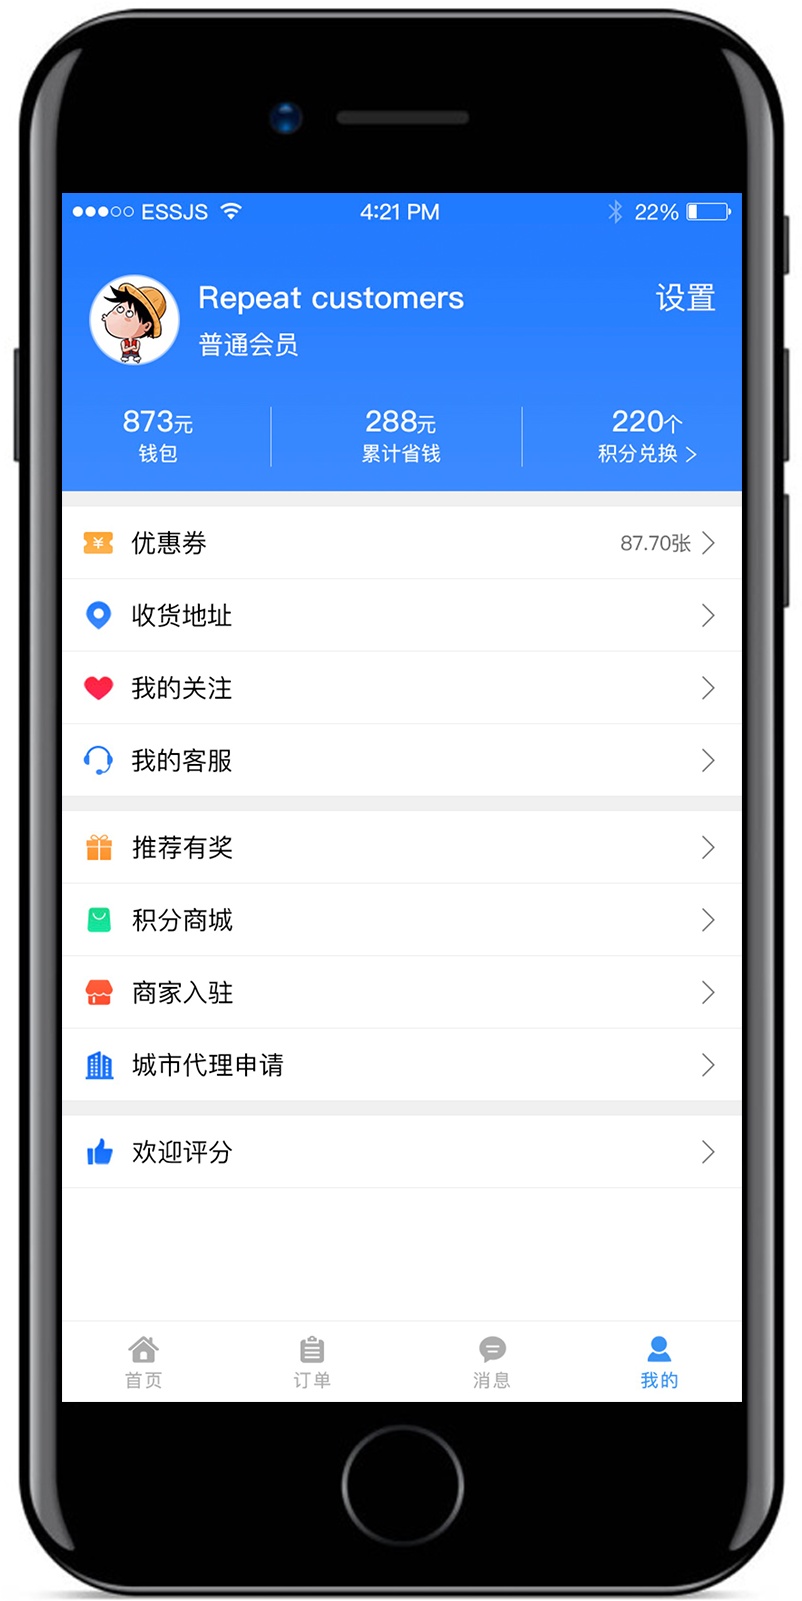 ESSJS 4:21 PM 22%
Repeat customers 设置
普通会员
873元 288元 220个
钱包 累计省钱 积分兑换
优惠券 87.70张
收货地址
我的关注
我的客服
推荐有奖
积分商城
商家入驻
城市代理申请
欢迎评分
首页 订单 消息 我的